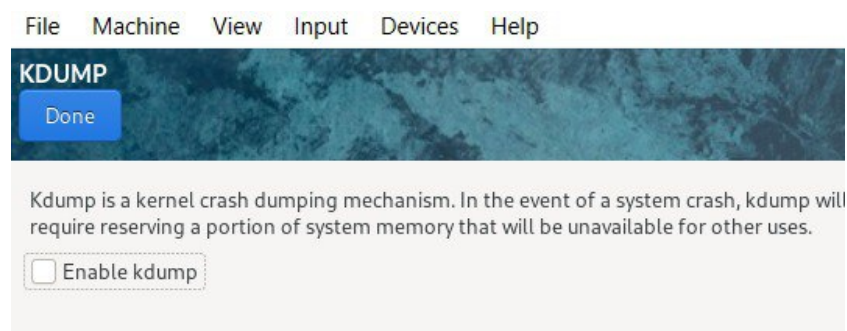 File Machine View Input Devices Help
KDUMP
Done
Kdump is a kernel crash dumping mechanism. In the event of a system crash, kdump will
require reserving a portion of system memory that will be unavailable for other uses.
Enable kdump